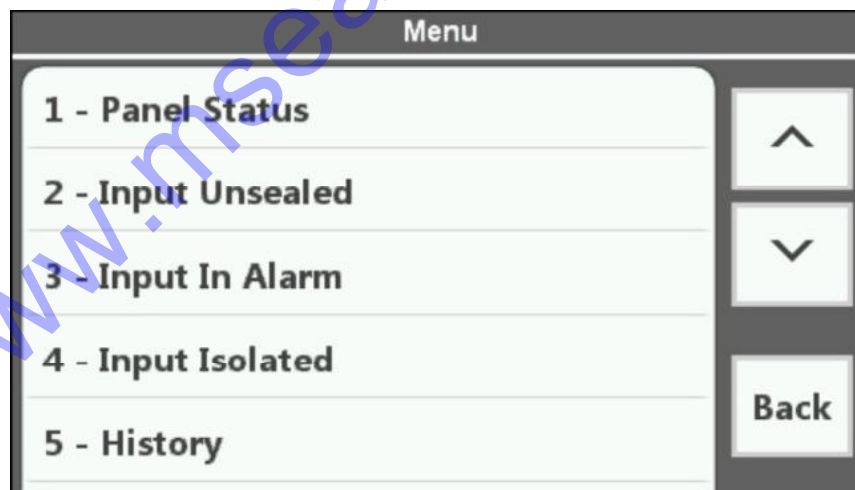 Menu
1 - Panel Status
2 - Input Unsealed
3 - Input In Alarm
4 - Input Isolated
5 - History
Back